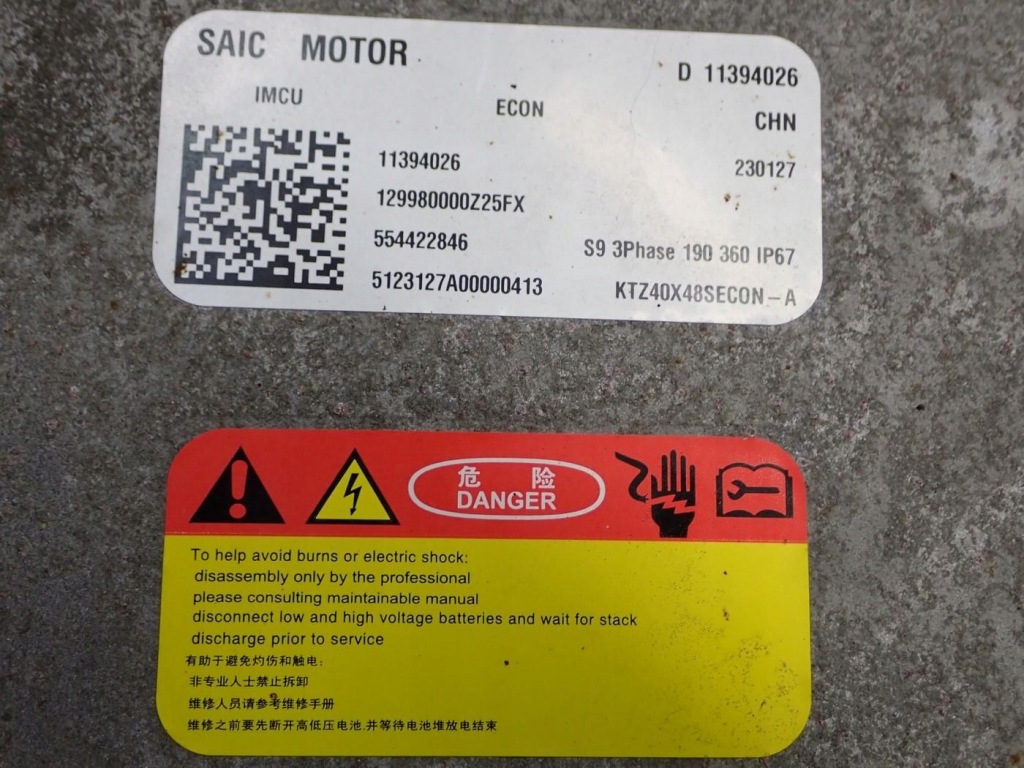 SAIC MOTOR
D 11394026
IMCU
ECON
CHN
11394026
230127
129980000Z25FX
554422846
S9 3Phase 190 360 IP67
5123127A00000413
KTZ40X48SECON-A
危 险
DANGER
To help avoid burns or electric shock:
disassembly only by the professional
please consulting maintainable manual
disconnect low and high voltage batteries and wait for stack
discharge prior to service
有助于避免灼伤和触电:
非专业人士禁止拆卸
维修人员请参考维修手册
维修之前要先断开高低压电池,并等待电池堆放电结束